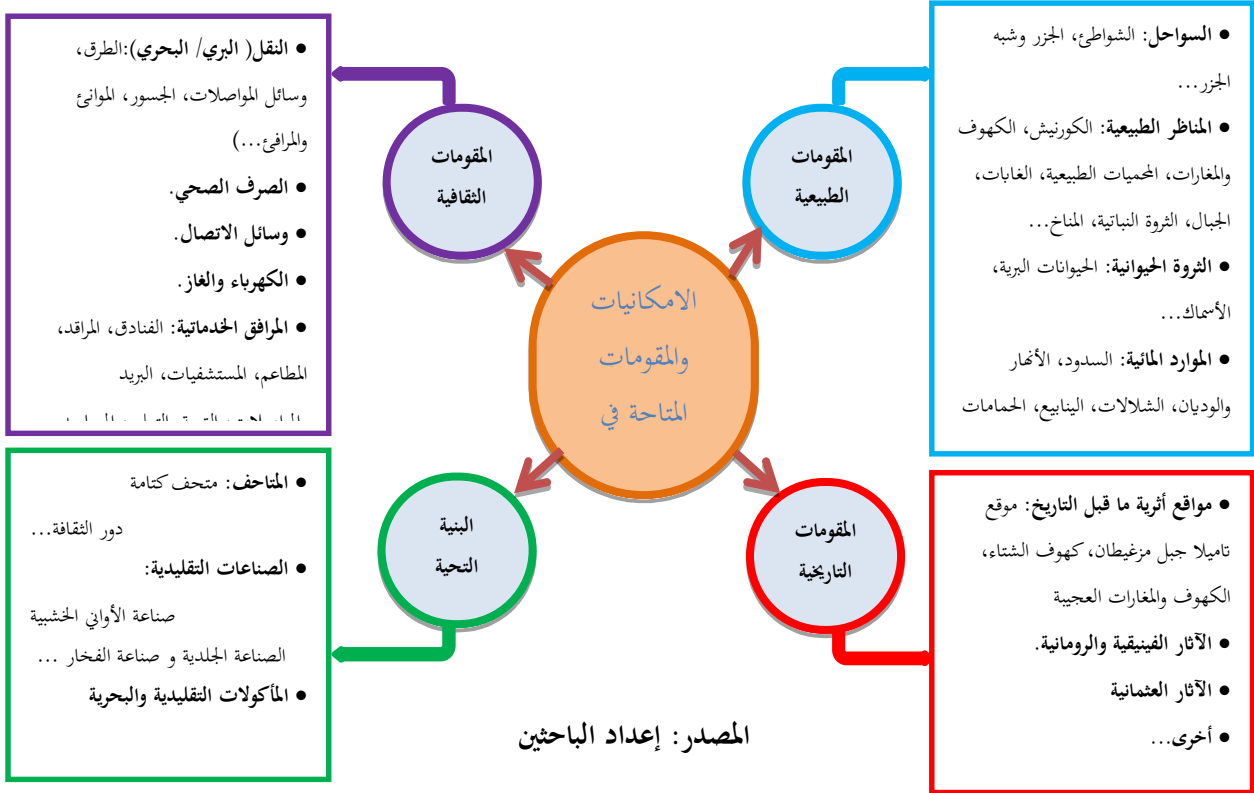 ● السواحل: الشواطئ، الجزر وشبه
الجزر...
● المناظر الطبيعية: الكورنيش، الكهوف
والمغارات، المحميات الطبيعية، الغابات،
الجبال، الثروة النباتية، المناخ...
● الثروة الحيوانية: الحيوانات البرية،
الأسماك...
● الموارد المائية: السدود، الأنهار
والوديان، الشلالات، الينابيع، الحمامات
المقومات
الطبيعية
المقومات
الثقافية
● النقل( البري/ البحري):الطرق،
وسائل المواصلات، الجسور، الموانئ
والمرافئ...)
● الصرف الصحي.
● وسائل الاتصال.
● الكهرباء والغاز.
● المرافق الخدماتية: الفنادق، المراقد،
المطاعم، المستشفيات، البريد
الامكانيات
والمقومات
المتاحة في
● مواقع أثرية ما قبل التاريخ: موقع
تاميلا جبل مزغيطان، كهوف الشتاء،
الكهوف والمغارات العجيبة
● الآثار الفينيقية والرومانية.
● الآثار العثمانية
● أخرى...
المقومات
التاريخية
البنية
التحية
● المتاحف: متحف كتامة
دور الثقافة...
● الصناعات التقليدية:
صناعة الأواني الخشبية
الصناعة الجلدية و صناعة الفخار ...
● المأكولات التقليدية والبحرية
المصدر: إعداد الباحثين